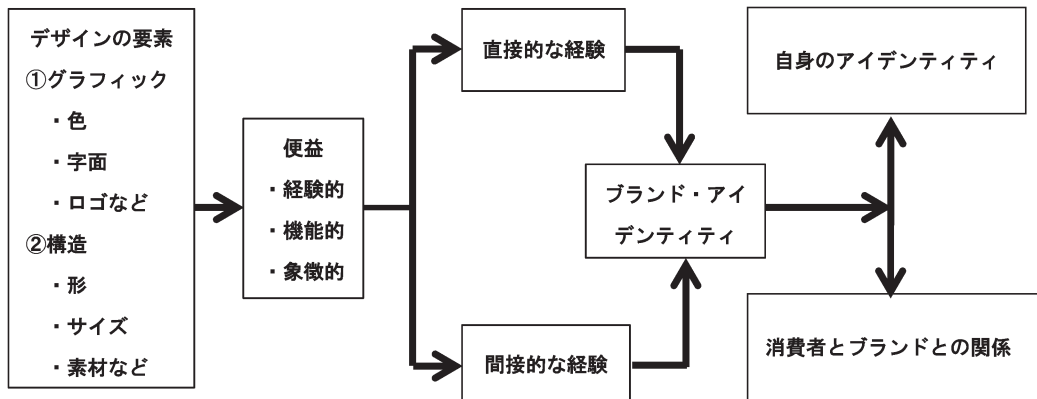 デザインの要素
①グラフィック
・色
・字面
・ロゴなど
②構造
・形
・サイズ
・素材など
便益
・経験的
・機能的
・象徴的
直接的な経験
間接的な経験
ブランド・アイ
デンティティ
自身のアイデンティティ
消費者とブランドとの関係